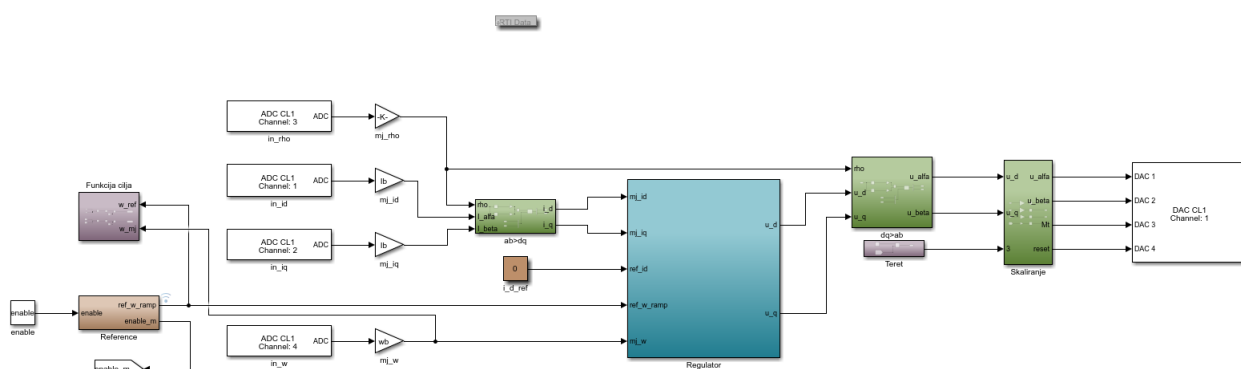 RTI Data
ADC CL1
Channel: 3
ADC
in_rho
-K-
mj_rho
ADC CL1
Channel: 1
ADC
in_id
Ib
mj_id
ADC CL1
Channel: 2
ADC
in_iq
Ib
mj_iq
Funkcija cilja
w_ref
w_mj
rho
I_alfa
I_beta
i_d
i_q
ab>dq
0
i_d_ref
enable
enable
enable
ref_w_ramp
enable_m
Reference
enable_m
ADC CL1
Channel: 4
ADC
in_w
wb
mj_w
mj_id
mj_iq
ref_id
ref_w_ramp
mj_w
u_d
u_q
Regulator
rho
u_d
u_q
u_alfa
u_beta
dq>ab
Teret
u_d
u_q
3
u_alfa
u_beta
Mt
reset
Skaliranje
DAC 1
DAC 2
DAC 3
DAC 4
DAC CL1
Channel: 1